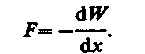 F = − dW/dx.